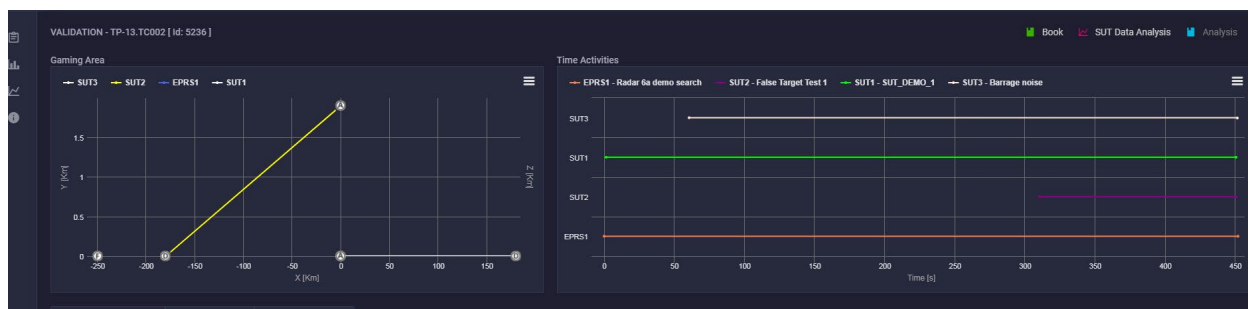 VALIDATION - TP-13.TC002 [ Id: 5236 ]
Book SUT Data Analysis Analysis
Gaming Area
SUT3 SUT2 EPRS1 SUT1
Y [Km]
1.5
1
0.5
0
Z [Km]
A
F D A D
-250 -200 -150 -100 -50 0 50 100 150
X [Km]
Time Activities
EPRS1 - Radar 6a demo search SUT2 - False Target Test 1 SUT1 - SUT_DEMO_1 SUT3 - Barrage noise
SUT3
SUT1
SUT2
EPRS1
0 50 100 150 200 250 300 350 400 450
Time [s]